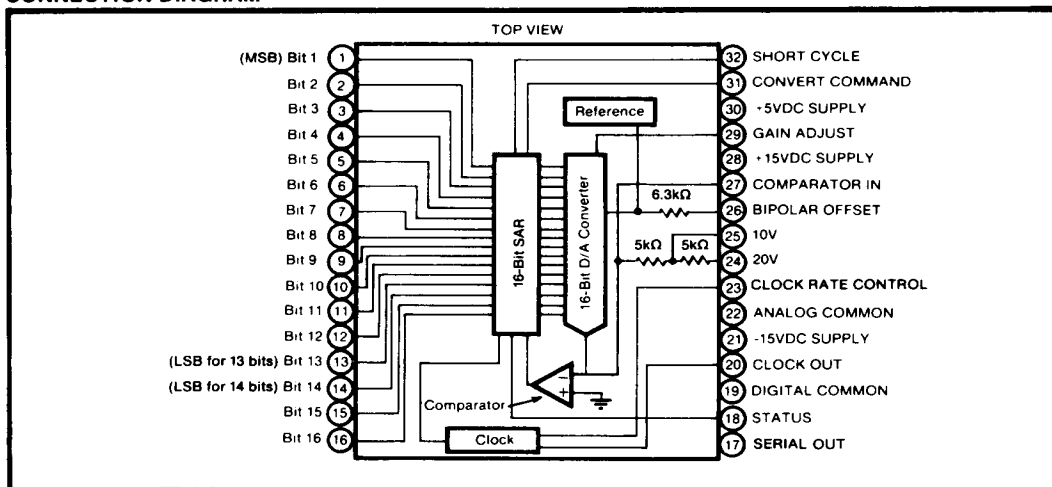 TOP VIEW
(MSB) Bit 1 1
Bit 2 2
Bit 3 3
Bit 4 4
Bit 5 5
Bit 6 6
Bit 7 7
Bit 8 8
Bit 9 9
Bit 10 10
Bit 11 11
Bit 12 12
(LSB for 13 bits) Bit 13 13
(LSB for 14 bits) Bit 14 14
Bit 15 15
Bit 16 16
Reference
16-Bit SAR
16-Bit D/A Converter
6.3kΩ
5kΩ 5kΩ
Comparator
− +
Clock
32 SHORT CYCLE
31 CONVERT COMMAND
30 +5VDC SUPPLY
29 GAIN ADJUST
28 +15VDC SUPPLY
27 COMPARATOR IN
26 BIPOLAR OFFSET
25 10V
24 20V
23 CLOCK RATE CONTROL
22 ANALOG COMMON
21 -15VDC SUPPLY
20 CLOCK OUT
19 DIGITAL COMMON
18 STATUS
17 SERIAL OUT